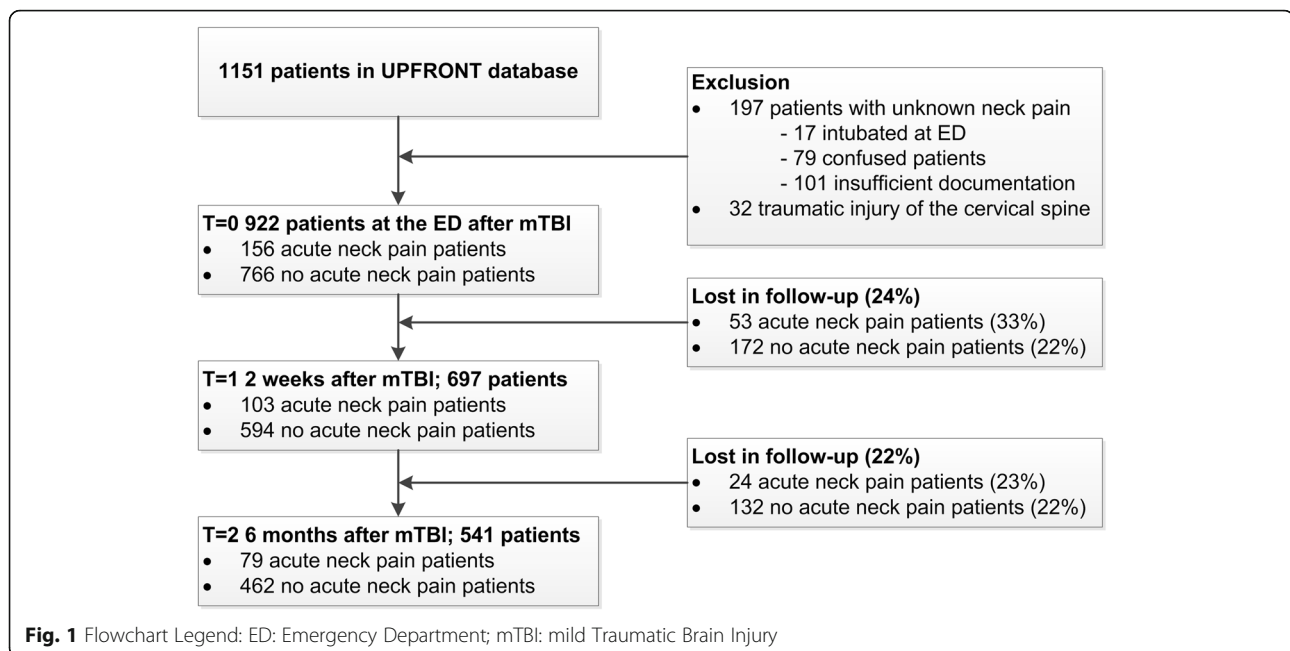 1151 patients in UPFRONT database
Exclusion
• 197 patients with unknown neck pain
- 17 intubated at ED
- 79 confused patients
- 101 insufficient documentation
• 32 traumatic injury of the cervical spine
T=0 922 patients at the ED after mTBI
• 156 acute neck pain patients
• 766 no acute neck pain patients
Lost in follow-up (24%)
• 53 acute neck pain patients (33%)
• 172 no acute neck pain patients (22%)
T=1 2 weeks after mTBI; 697 patients
• 103 acute neck pain patients
• 594 no acute neck pain patients
Lost in follow-up (22%)
• 24 acute neck pain patients (23%)
• 132 no acute neck pain patients (22%)
T=2 6 months after mTBI; 541 patients
• 79 acute neck pain patients
• 462 no acute neck pain patients
Fig. 1 Flowchart Legend: ED: Emergency Department; mTBI: mild Traumatic Brain Injury